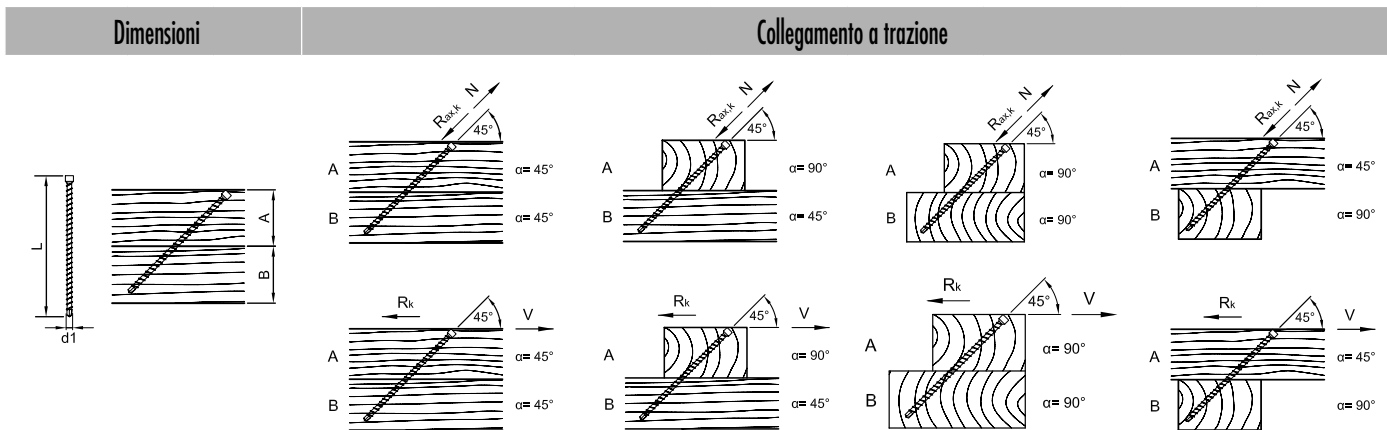 Dimensioni
Collegamento a trazione
L
d1
A
B
Rax,k
N
45°
A
α= 45°
B
α= 45°
Rax,k
N
45°
A
α= 90°
B
α= 45°
Rax,k
N
45°
A
α= 90°
B
α= 90°
Rax,k
N
45°
A
α= 45°
B
α= 90°
Rk
45°
V
A
α= 45°
B
α= 45°
Rk
45°
V
A
α= 90°
B
α= 45°
Rk
45°
V
A
α= 90°
B
α= 90°
Rk
45°
V
A
α= 45°
B
α= 90°